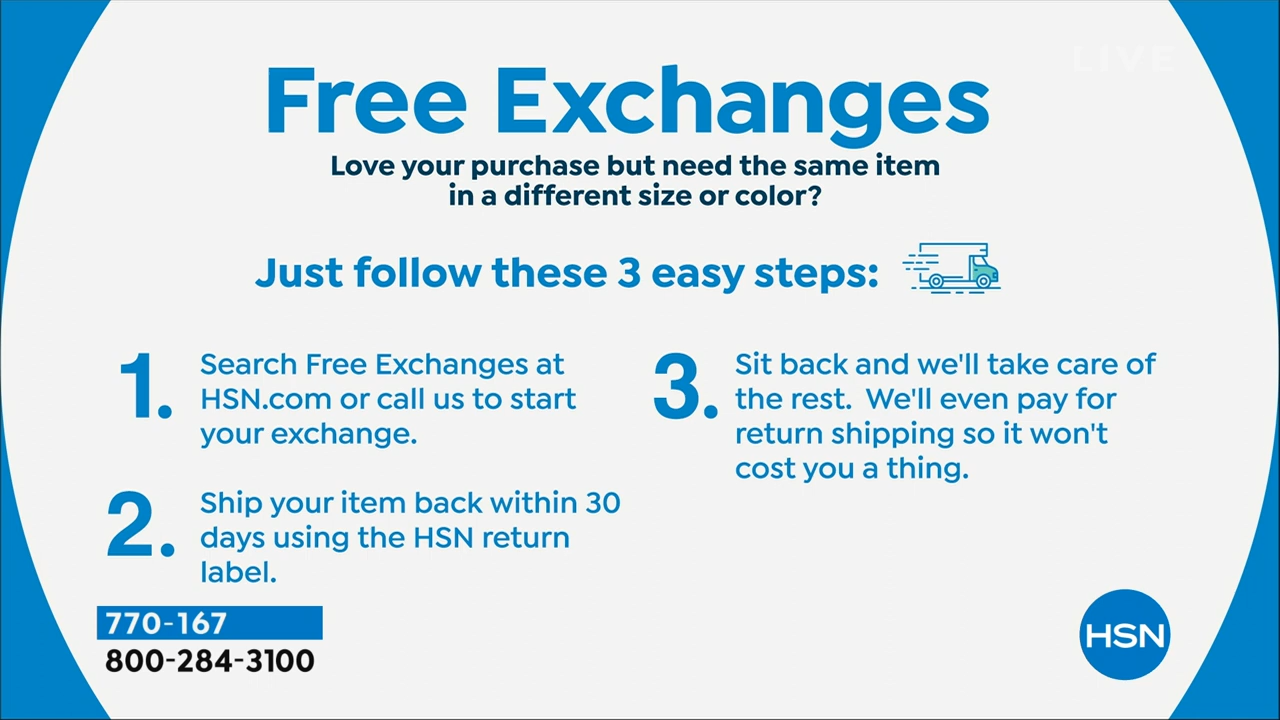 LIVE
Free Exchanges
Love your purchase but need the same item
in a different size or color?
Just follow these 3 easy steps:
1. Search Free Exchanges at
HSN.com or call us to start
your exchange.
2. Ship your item back within 30
days using the HSN return
label.
3. Sit back and we'll take care of
the rest. We'll even pay for
return shipping so it won't
cost you a thing.
770-167
800-284-3100
HSN